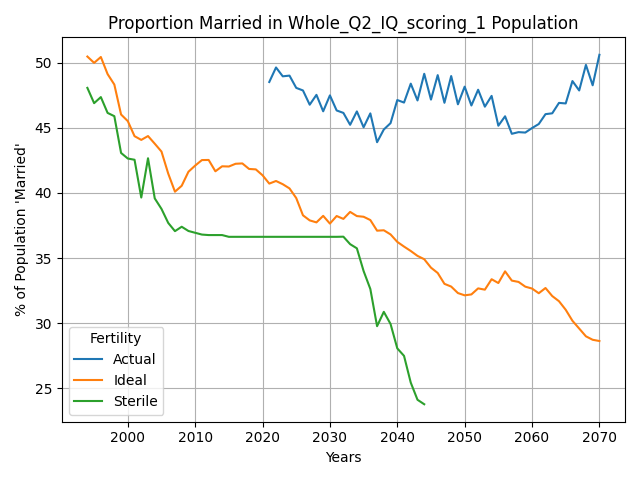 Proportion Married in Whole_Q2_IQ_scoring_1 Population
% of Population 'Married'
50
45
40
35
30
25
Fertility
Actual
Ideal
Sterile
2000 2010 2020 2030 2040 2050 2060 2070
Years